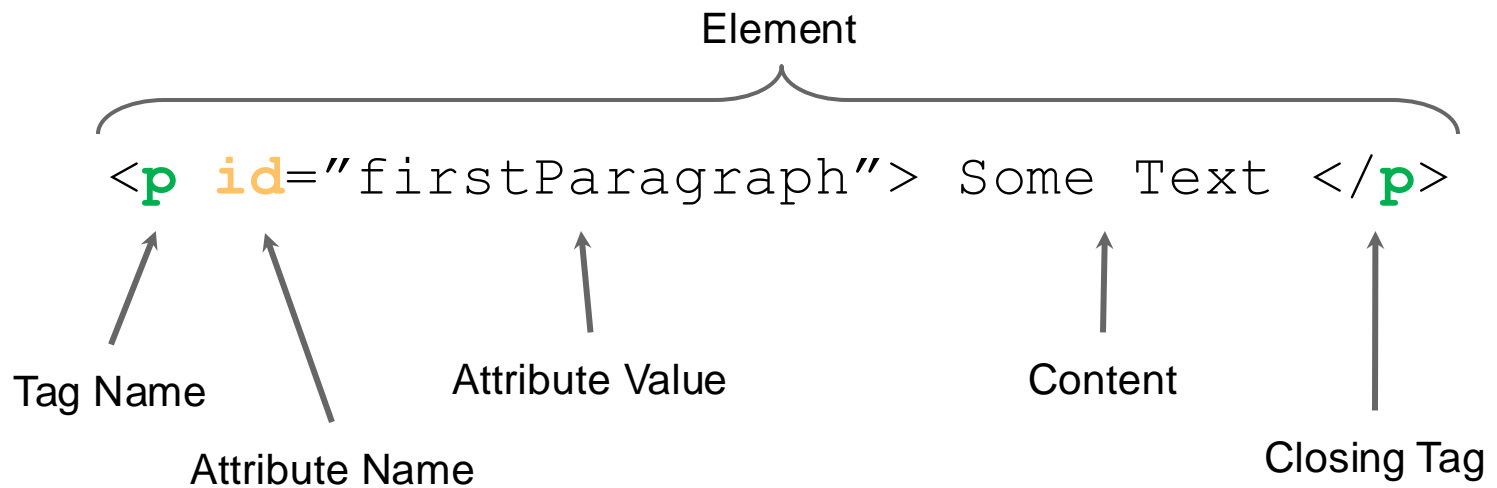 Element
<p id=”firstParagraph”> Some Text </p>
Tag Name
Attribute Name
Attribute Value
Content
Closing Tag